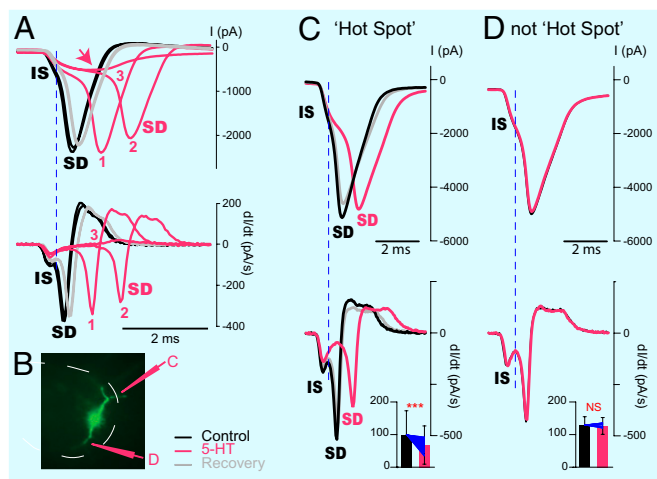 A
I (pA)
0
-1000
-2000
IS
3
SD
1
2
SD
200
0
-200
-400
dI/dt (pA/s)
3
IS
SD
1
2
SD
2 ms
B
C
D
Control
5-HT
Recovery
C 'Hot Spot'
I (pA)
0
-2000
-4000
-6000
IS
SD
SD
2 ms
0
-500
dI/dt (pA/s)
IS
SD
SD
***
200
100
0
D not 'Hot Spot'
I (pA)
0
-2000
-4000
-6000
IS
2 ms
0
-500
dI/dt (pA/s)
IS
NS
200
100
0